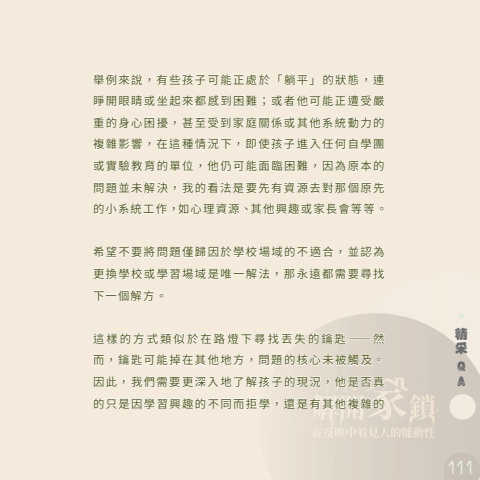 舉例來說，有些孩子可能正處於「躺平」的狀態，連
睜開眼睛或坐起來都感到困難；或者他可能正遭受嚴
重的身心困擾，甚至受到家庭關係或其他系統動力的
複雜影響，在這種情況下，即使孩子進入任何自學團
或實驗教育的單位，他仍可能面臨困難，因為原本的
問題並未解決，我的看法是要先有資源去對那個原先
的小系統工作，如心理資源、其他興趣或家長會等等。
希望不要將問題僅歸因於學校場域的不適合，並認為
更換學校或學習場域是唯一解法，那永遠都需要尋找
下一個解方。
這樣的方式類似於在路燈下尋找丟失的鑰匙——然
而，鑰匙可能掉在其他地方，問題的核心未被觸及。
因此，我們需要更深入地了解孩子的現況，他是否真
的只是因學習興趣的不同而拒學，還是有其他複雜的
解開家鎖
在反映中看見人的能動性
精采QA
111